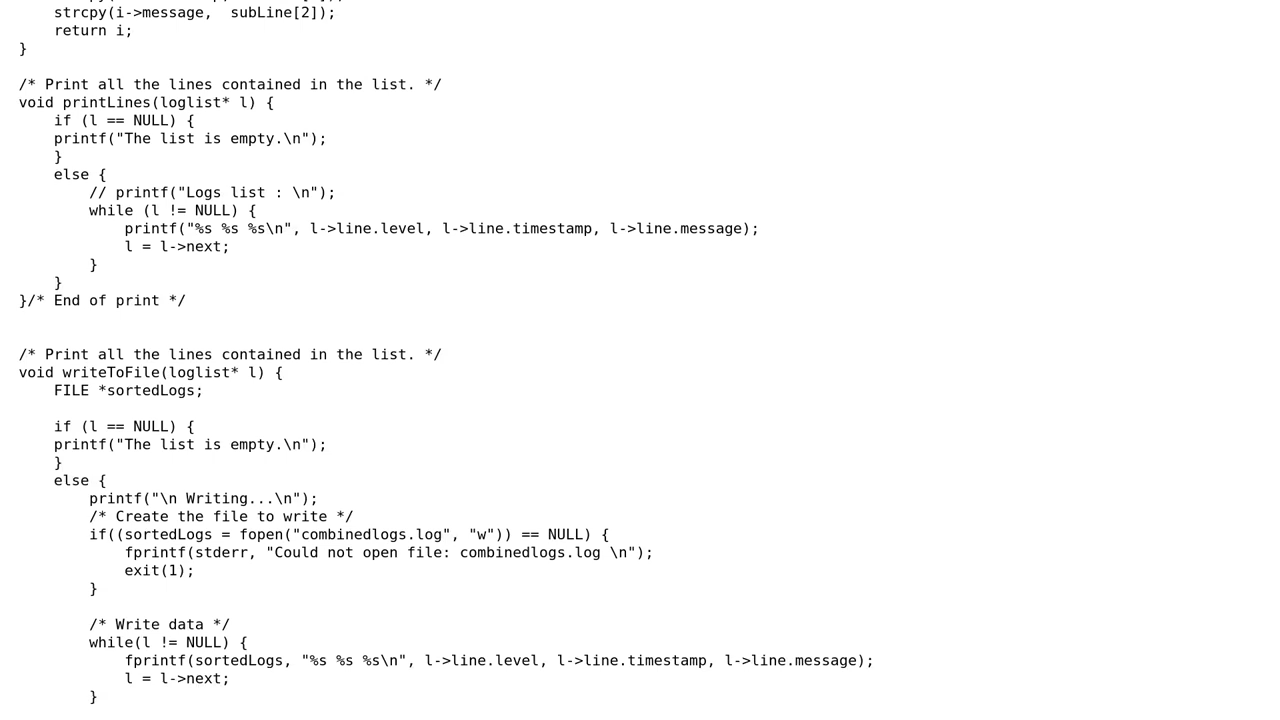 strcpy(i->message,  subLine[2]);
    return i;
}

/* Print all the lines contained in the list. */
void printLines(loglist* l) {
    if (l == NULL) {
    printf("The list is empty.\n");
    }
    else {
        // printf("Logs list : \n");
        while (l != NULL) {
            printf("%s %s %s\n", l->line.level, l->line.timestamp, l->line.message);
            l = l->next;
        }
    }
}/* End of print */


/* Print all the lines contained in the list. */
void writeToFile(loglist* l) {
    FILE *sortedLogs;

    if (l == NULL) {
    printf("The list is empty.\n");
    }
    else {
        printf("\n Writing...\n");
        /* Create the file to write */
        if((sortedLogs = fopen("combinedlogs.log", "w")) == NULL) {
            fprintf(stderr, "Could not open file: combinedlogs.log \n");
            exit(1);
        }

        /* Write data */
        while(l != NULL) {
            fprintf(sortedLogs, "%s %s %s\n", l->line.level, l->line.timestamp, l->line.message);
            l = l->next;
        }